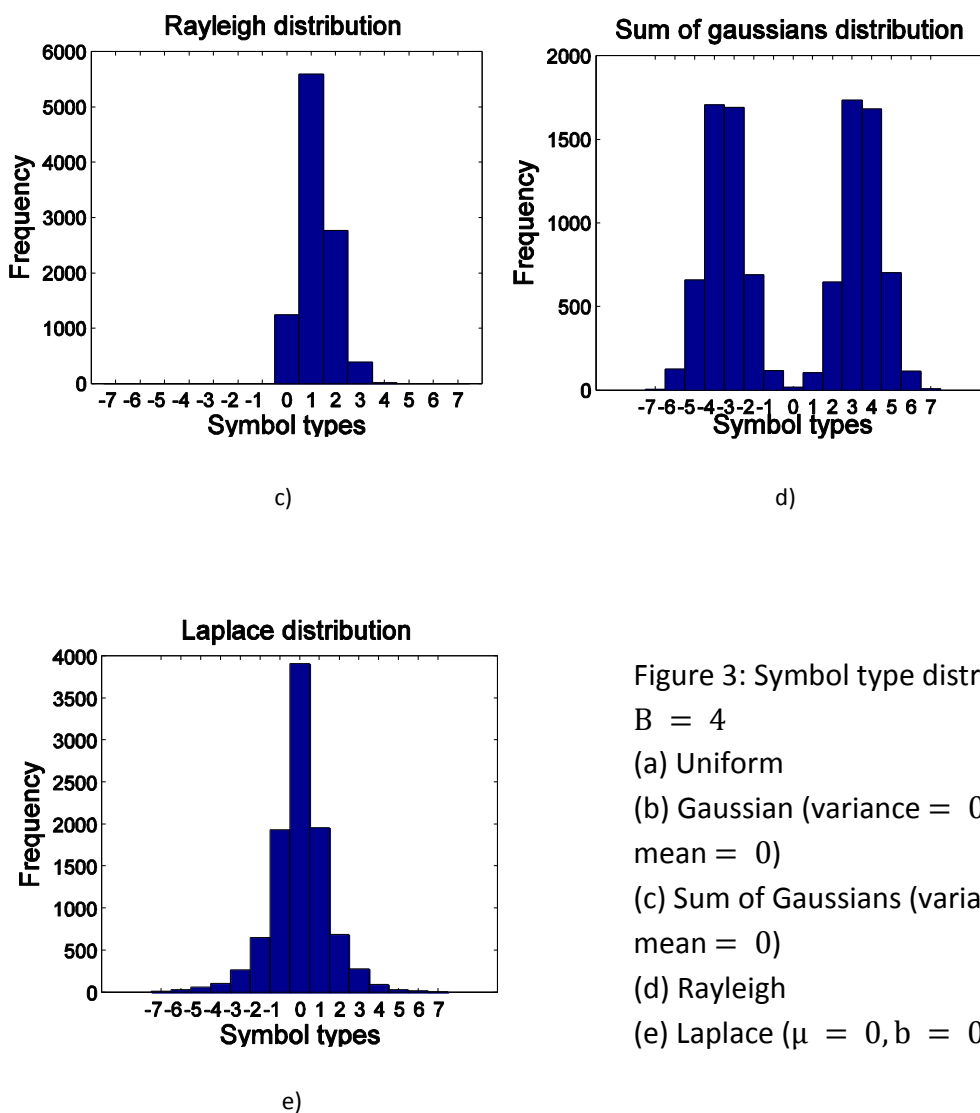 Rayleigh distribution
6000
5000
4000
3000
2000
1000
0
Frequency
-7 -6 -5 -4 -3 -2 -1 0 1 2 3 4 5 6 7
Symbol types
c)
Sum of gaussians distribution
2000
1500
1000
500
0
Frequency
-7-6-5-4-3-2-1 0 1 2 3 4 5 6 7
Symbol types
d)
Laplace distribution
4000
3500
3000
2500
2000
1500
1000
500
0
Frequency
-7-6-5-4-3-2-1 0 1 2 3 4 5 6 7
Symbol types
e)
Figure 3: Symbol type distr
B = 4
(a) Uniform
(b) Gaussian (variance = 0
mean = 0)
(c) Sum of Gaussians (varia
mean = 0)
(d) Rayleigh
(e) Laplace (μ = 0, b = 0